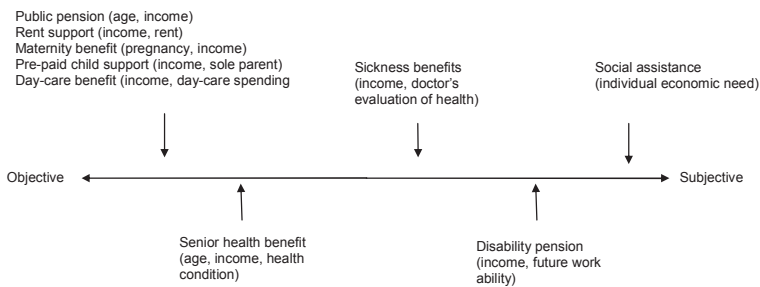 Public pension (age, income)
Rent support (income, rent)
Maternity benefit (pregnancy, income)
Pre-paid child support (income, sole parent)
Day-care benefit (income, day-care spending
Sickness benefits
(income, doctor's
evaluation of health)
Social assistance
(individual economic need)
Objective
Subjective
Senior health benefit
(age, income, health
condition)
Disability pension
(income, future work
ability)